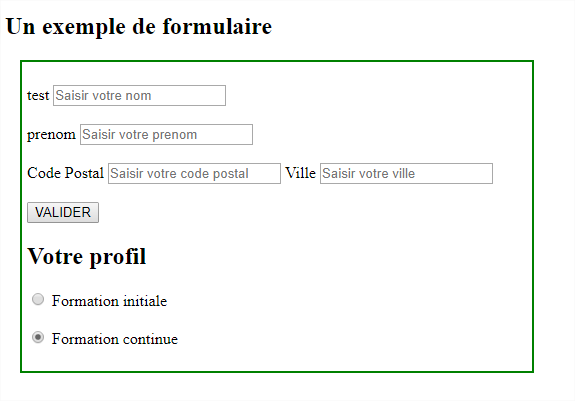 Un exemple de formulaire
test Saisir votre nom
prenom Saisir votre prenom
Code Postal Saisir votre code postal Ville Saisir votre ville
VALIDER
Votre profil
Formation initiale
Formation continue